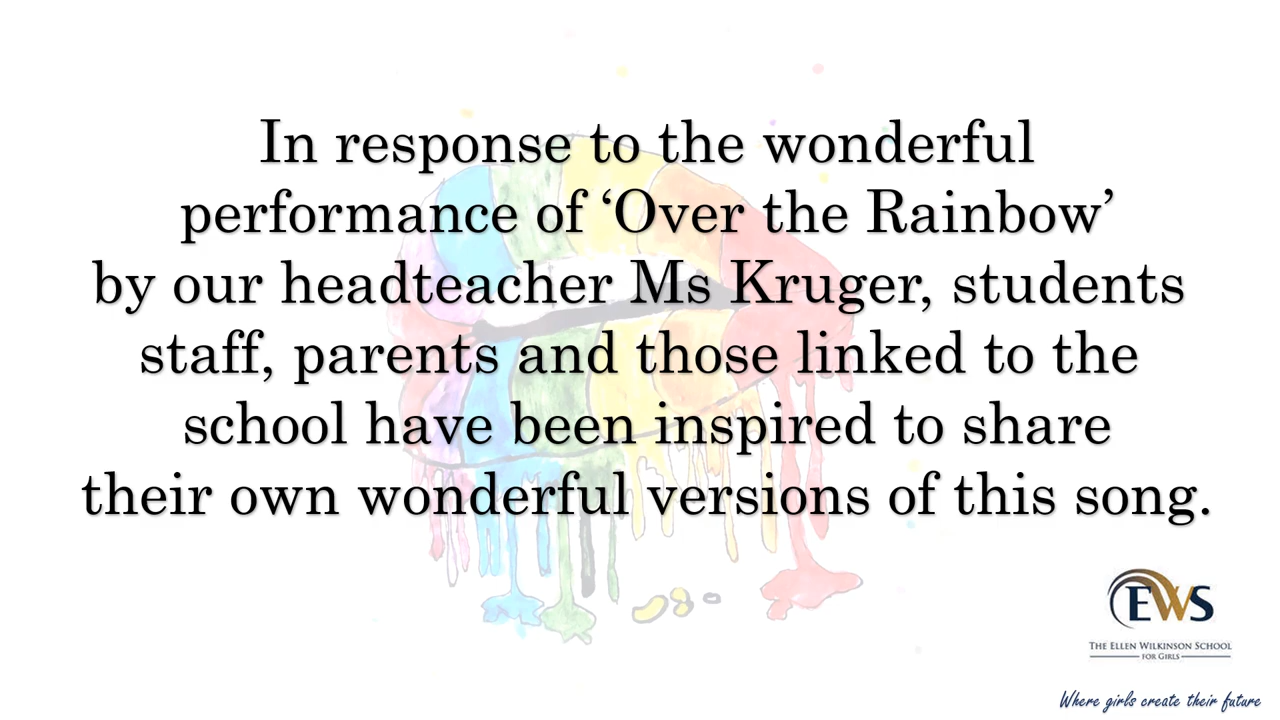 In response to the wonderful
performance of ‘Over the Rainbow’
by our headteacher Ms Kruger, students
staff, parents and those linked to the
school have been inspired to share
their own wonderful versions of this song.
EWS
THE ELLEN WILKINSON SCHOOL
FOR GIRLS
Where girls create their future